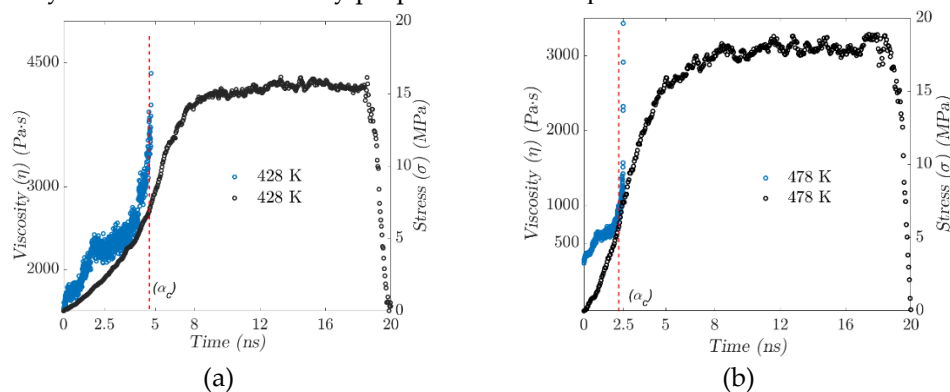 20
4500
3000
2000
Viscosity (η) (Pa·s)
15
10
5
0
Stress (σ) (MPa)
428 K
428 K
(α_c)
0 2.5 5 8 12 16 20
Time (ns)
(a)
3000
2000
1000
500
Viscosity (η) (Pa·s)
20
15
10
5
0
Stress (σ) (MPa)
478 K
478 K
(α_c)
0 2.5 5 8 12 16 20
Time (ns)
(b)